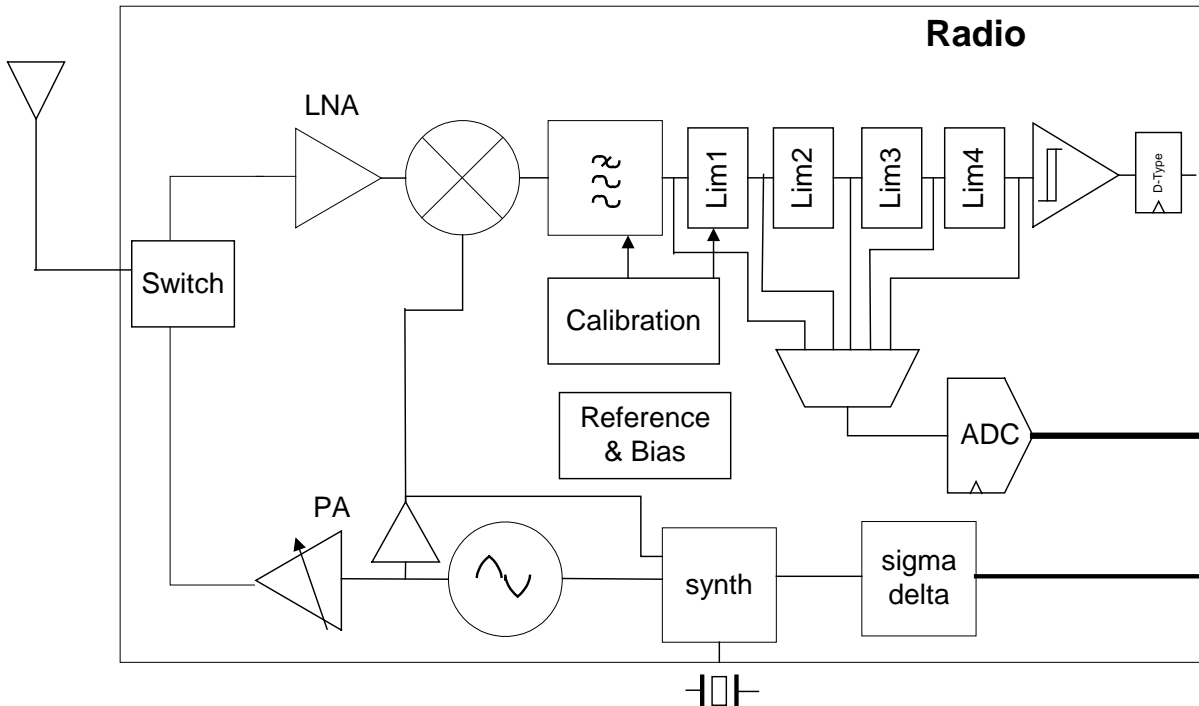 Radio
LNA
Lim1
Lim2
Lim3
Lim4
D-Type
Switch
Calibration
Reference
& Bias
ADC
PA
synth
sigma
delta